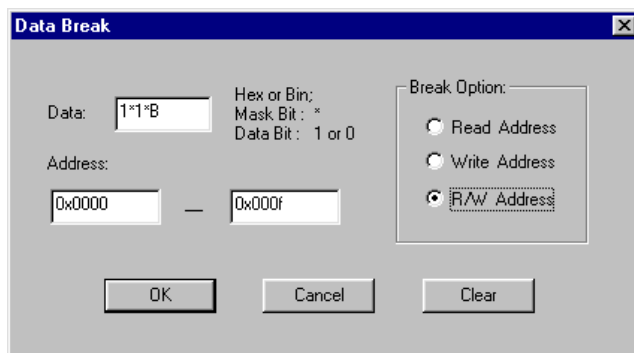 Data Break
Data: 1*1*B
Hex or Bin;
Mask Bit : *
Data Bit : 1 or 0
Address:
0x0000 — 0x000f
Break Option:
Read Address
Write Address
R/W Address
OK Cancel Clear